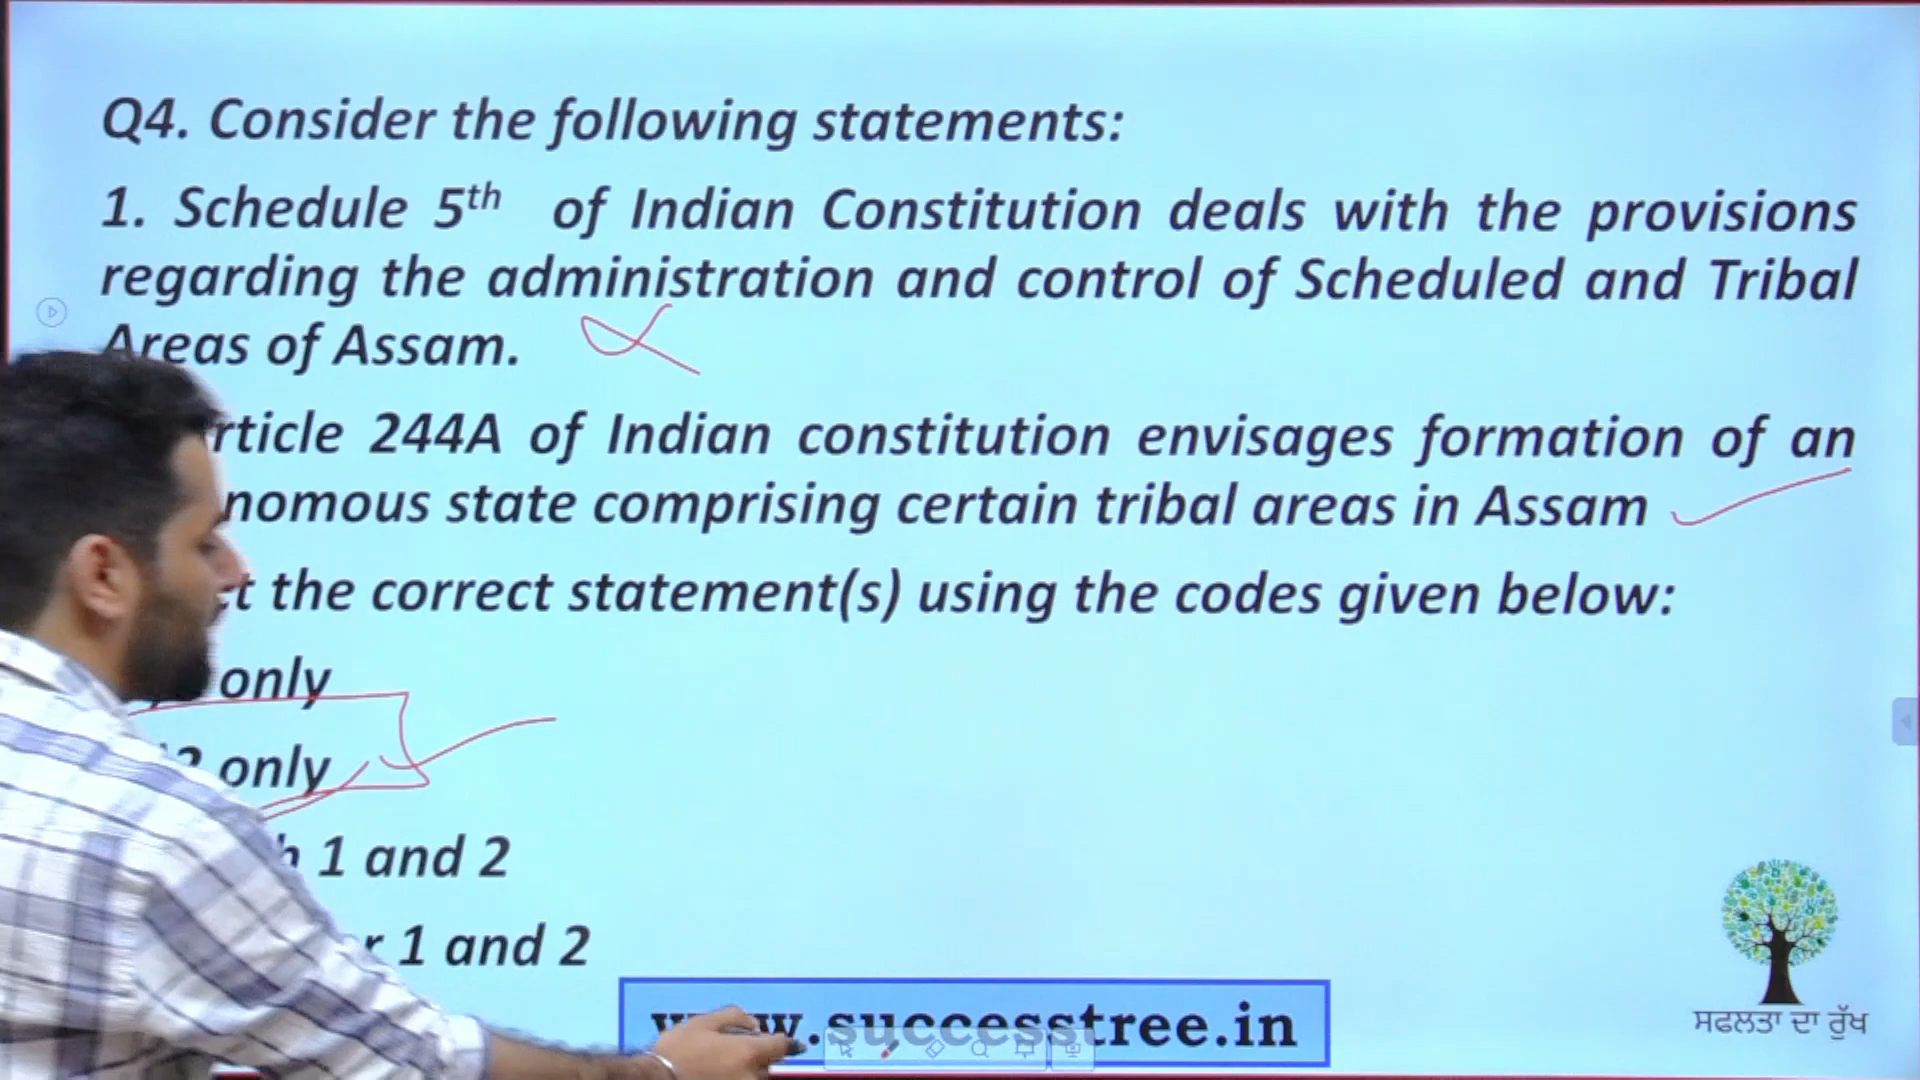 Q4. Consider the following statements:
1. Schedule 5th of Indian Constitution deals with the provisions
regarding the administration and control of Scheduled and Tribal
Areas of Assam.
rticle 244A of Indian constitution envisages formation of an
nomous state comprising certain tribal areas in Assam
t the correct statement(s) using the codes given below:
only
2 only
h 1 and 2
r 1 and 2
www.successtree.in
ਸਫਲਤਾ ਦਾ ਰੁੱਖ